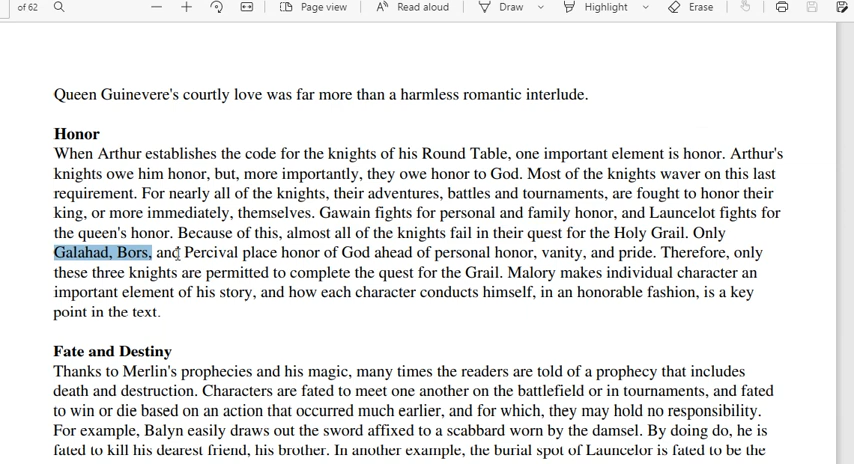 of 62 Page view Read aloud Draw Highlight Erase
Queen Guinevere's courtly love was far more than a harmless romantic interlude.
Honor
When Arthur establishes the code for the knights of his Round Table, one important element is honor. Arthur's
knights owe him honor, but, more importantly, they owe honor to God. Most of the knights waver on this last
requirement. For nearly all of the knights, their adventures, battles and tournaments, are fought to honor their
king, or more immediately, themselves. Gawain fights for personal and family honor, and Launcelot fights for
the queen's honor. Because of this, almost all of the knights fail in their quest for the Holy Grail. Only
Galahad, Bors, and Percival place honor of God ahead of personal honor, vanity, and pride. Therefore, only
these three knights are permitted to complete the quest for the Grail. Malory makes individual character an
important element of his story, and how each character conducts himself, in an honorable fashion, is a key
point in the text.
Fate and Destiny
Thanks to Merlin's prophecies and his magic, many times the readers are told of a prophecy that includes
death and destruction. Characters are fated to meet one another on the battlefield or in tournaments, and fated
to win or die based on an action that occurred much earlier, and for which, they may hold no responsibility.
For example, Balyn easily draws out the sword affixed to a scabbard worn by the damsel. By doing do, he is
fated to kill his dearest friend, his brother. In another example, the burial spot of Launcelor is fated to be the